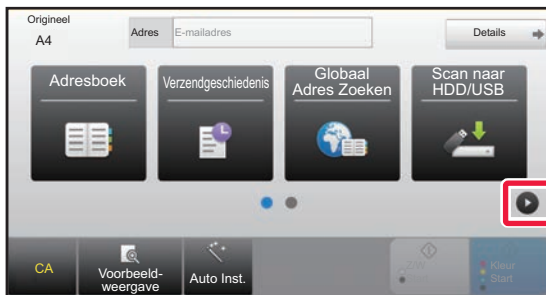 Origineel
A4
Adres
E-mailadres
Details
Adresboek
Verzendgeschiedenis
Globaal
Adres Zoeken
Scan naar
HDD/USB
CA
Voorbeeld-
weergave
Auto Inst.
Z/W
Start
Kleur
Start